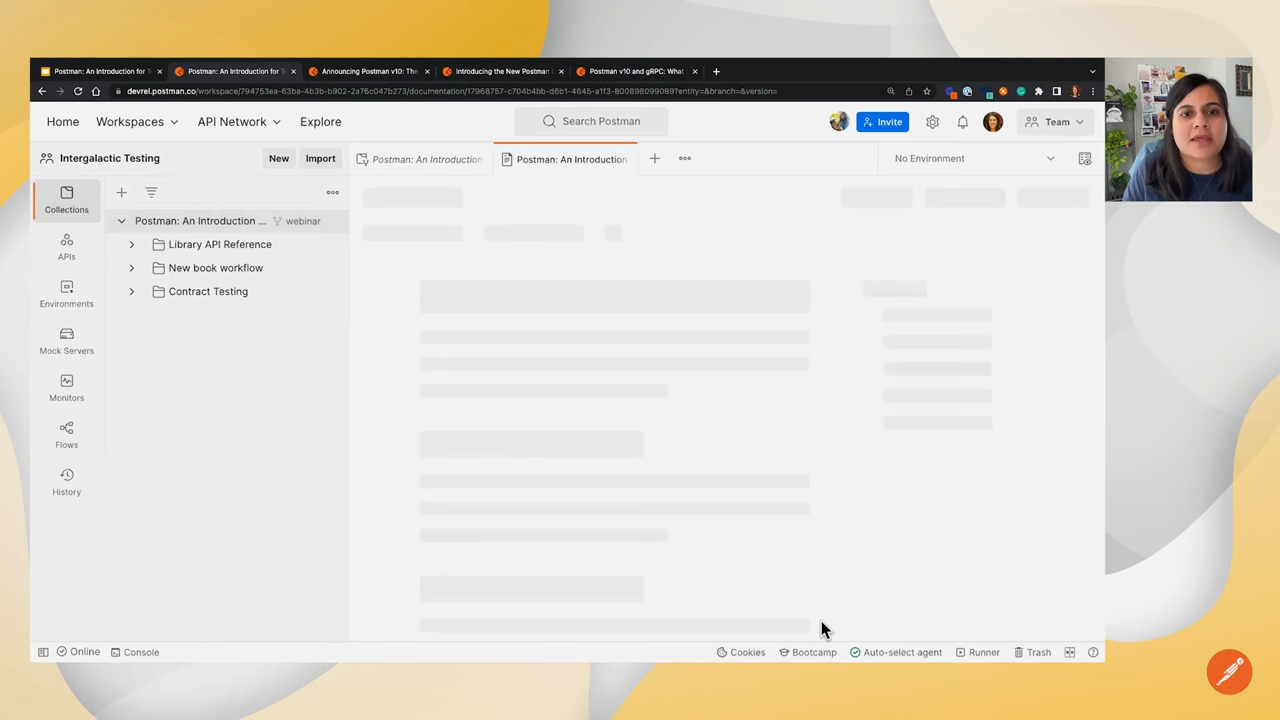 Postman: An Introduction for T
Postman: An Introduction for T
Announcing Postman v10: The
Introducing the New Postman
Postman v10 and gRPC: What
devrel.postman.co/workspace/794753ea-63ba-4b3b-b902-2a76c047b273/documentation/17968757-c704b4bb-d6b1-4645-a1f3-800898099089?entity=&branch=&version=
Home Workspaces API Network Explore Search Postman Invite Team
Intergalactic Testing New Import Postman: An Introduction Postman: An Introduction No Environment
Collections
Postman: An Introduction ... webinar
Library API Reference
APIs
New book workflow
Environments
Contract Testing
Mock Servers
Monitors
Flows
History
Online Console Cookies Bootcamp Auto-select agent Runner Trash